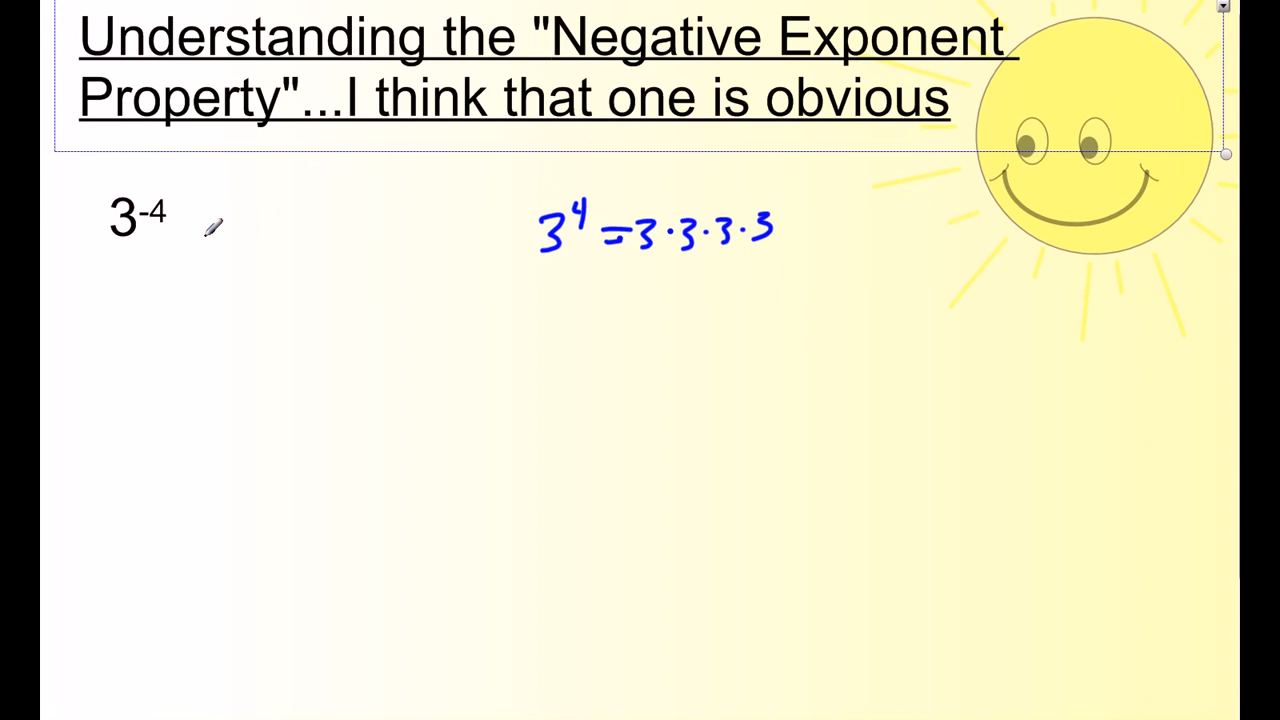 Understanding the "Negative Exponent
Property"...I think that one is obvious
3⁻⁴
3⁴ = 3 · 3 · 3 · 3